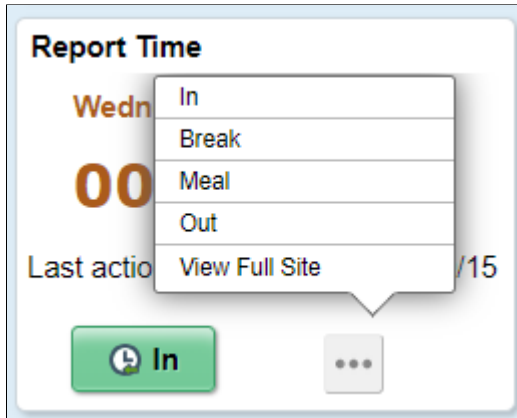 Report Time
Wedn
00
In
Break
Meal
Out
View Full Site
Last actio
/15
In